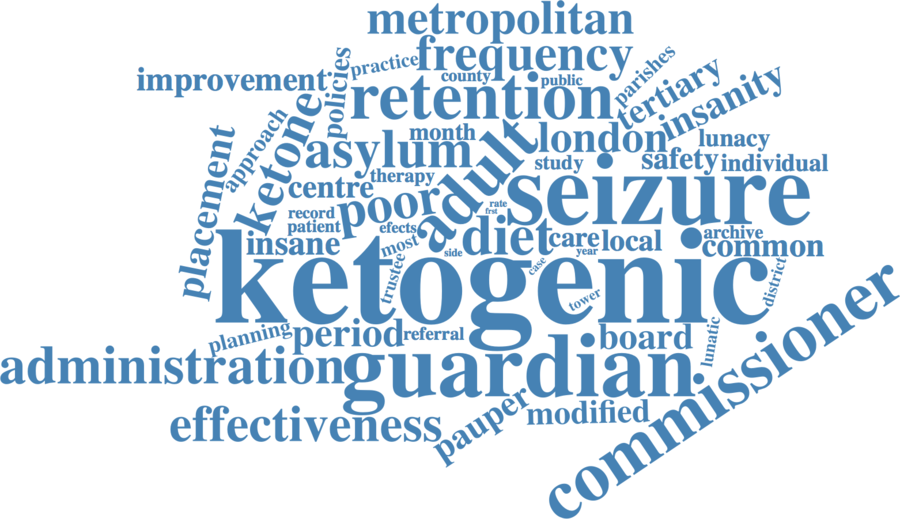 metropolitan
frequency
practice
improvement
county
public
policies
parishes
retention
tertiary
insanity
approach
ketone
month
london
lunacy
asylum
adult
study
safety
individual
placement
therapy
centre
seizure
poor
record
rate
frst
patient
efects
diet
care
local
archive
common
insane
most
side
year
ketogenic
trustee
case
district
tower
commissioner
planning
period
referral
board
lunatic
administration
guardian
pauper
modified
effectiveness